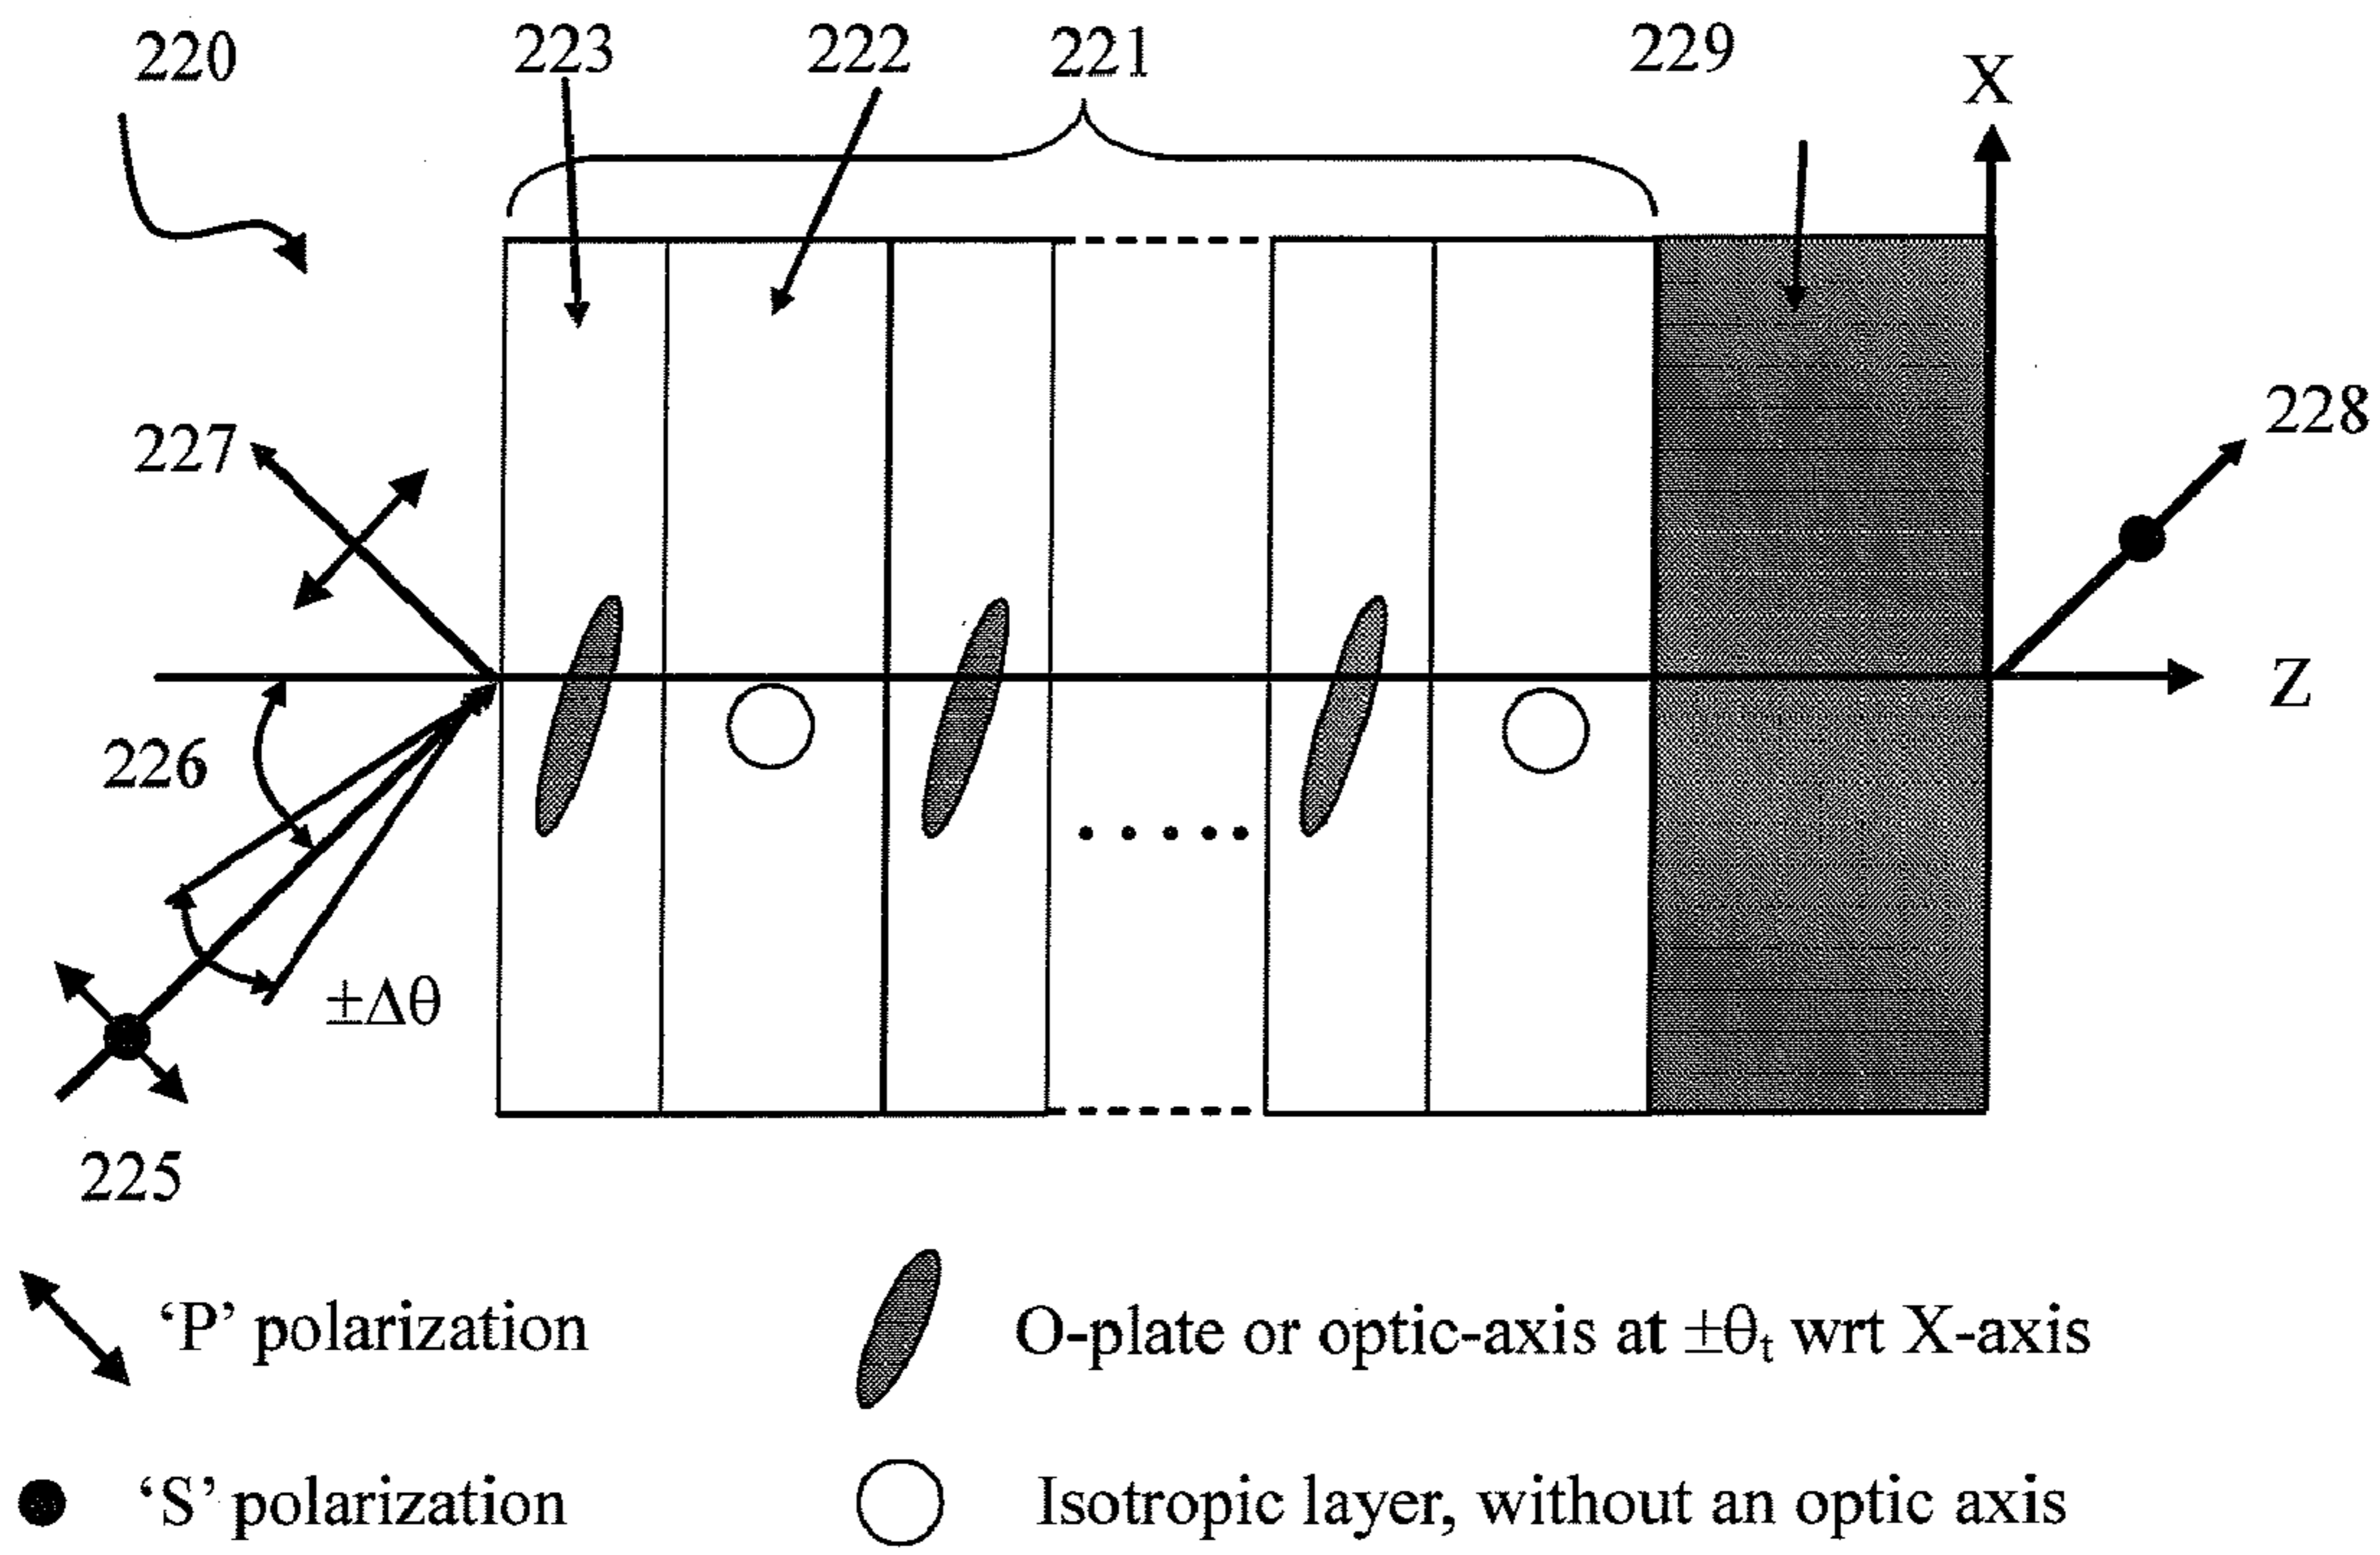 220
223
222
221
229
X
228
227
Z
226
±Δθ
225
‘P’ polarization
O-plate or optic-axis at ±θt wrt X-axis
‘S’ polarization
Isotropic layer, without an optic axis